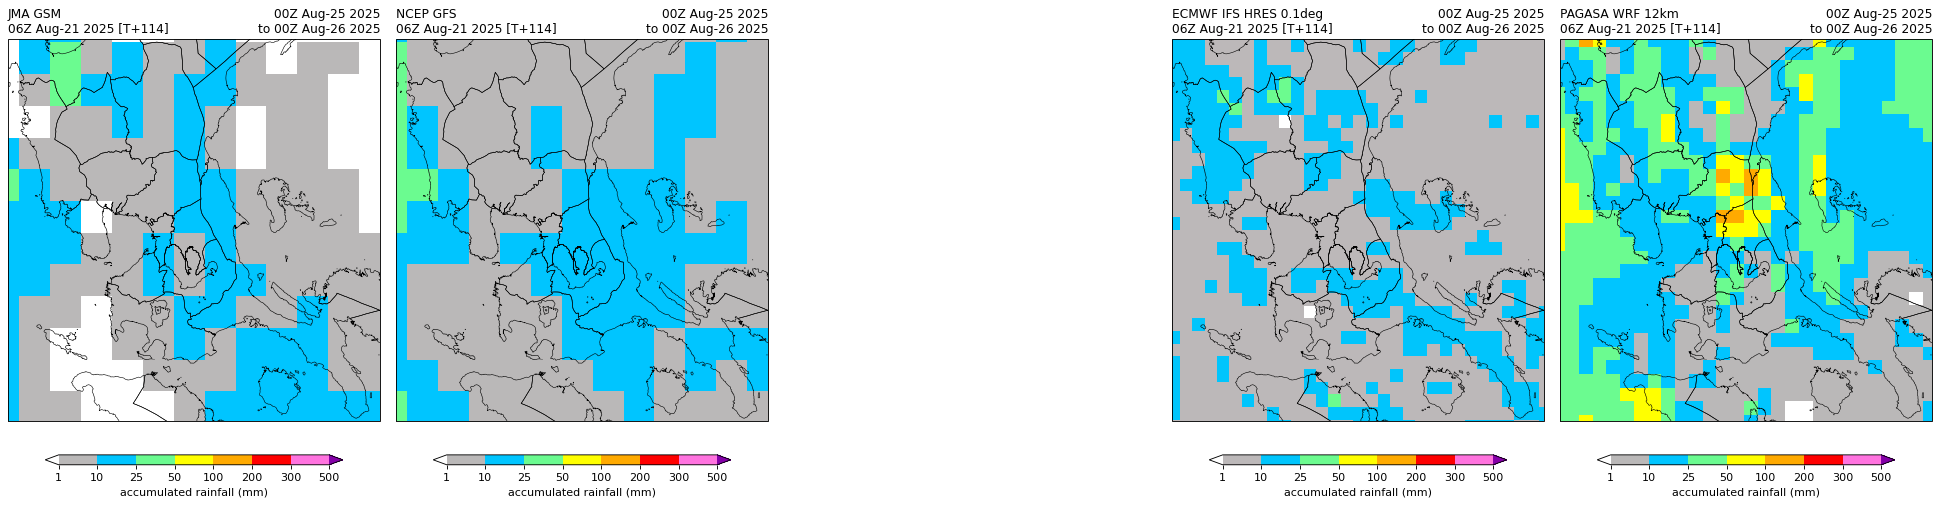 JMA GSM 00Z Aug-25 2025
06Z Aug-21 2025 [T+114] to 00Z Aug-26 2025
1 10 25 50 100 200 300 500
accumulated rainfall (mm)
NCEP GFS 00Z Aug-25 2025
06Z Aug-21 2025 [T+114] to 00Z Aug-26 2025
1 10 25 50 100 200 300 500
accumulated rainfall (mm)
ECMWF IFS HRES 0.1deg 00Z Aug-25 2025
06Z Aug-21 2025 [T+114] to 00Z Aug-26 2025
1 10 25 50 100 200 300 500
accumulated rainfall (mm)
PAGASA WRF 12km 00Z Aug-25 2025
06Z Aug-21 2025 [T+114] to 00Z Aug-26 2025
1 10 25 50 100 200 300 500
accumulated rainfall (mm)